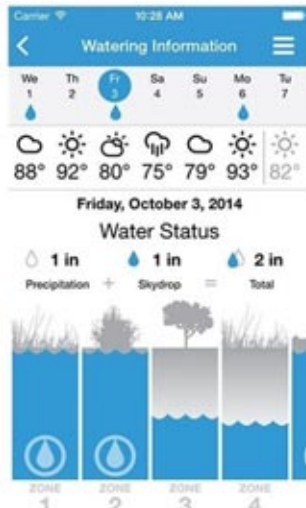 Carrier 10:28 AM
Watering Information
We Th Fr Sa Su Mo Tu
1 2 3 4 5 6 7
88° 92° 80° 75° 79° 93° 82°
Friday, October 3, 2014
Water Status
1 in 1 in 2 in
Precipitation + Skydrop = Total
ZONE ZONE ZONE ZONE
1 2 3 4